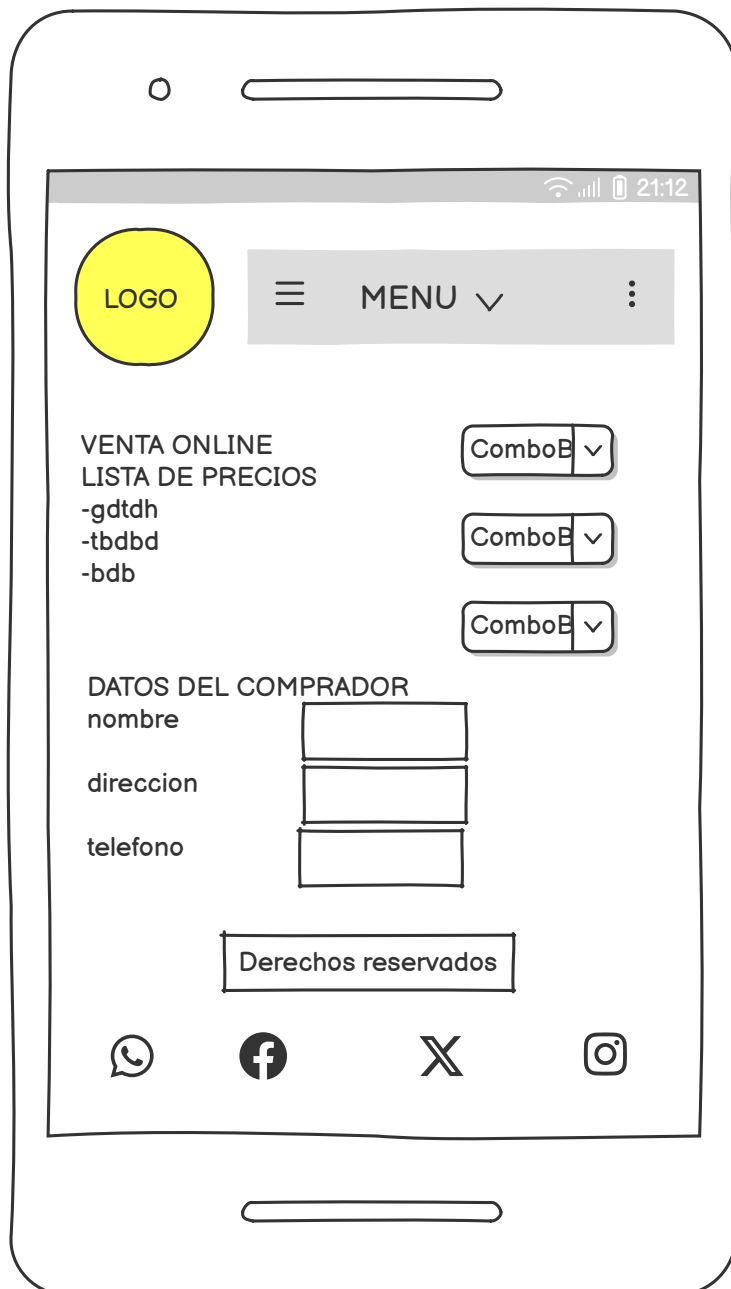 21:12
LOGO
MENU
VENTA ONLINE
LISTA DE PRECIOS
-gdtdh
-tbdbd
-bdb
ComboB
ComboB
ComboB
DATOS DEL COMPRADOR
nombre
direccion
telefono
Derechos reservados